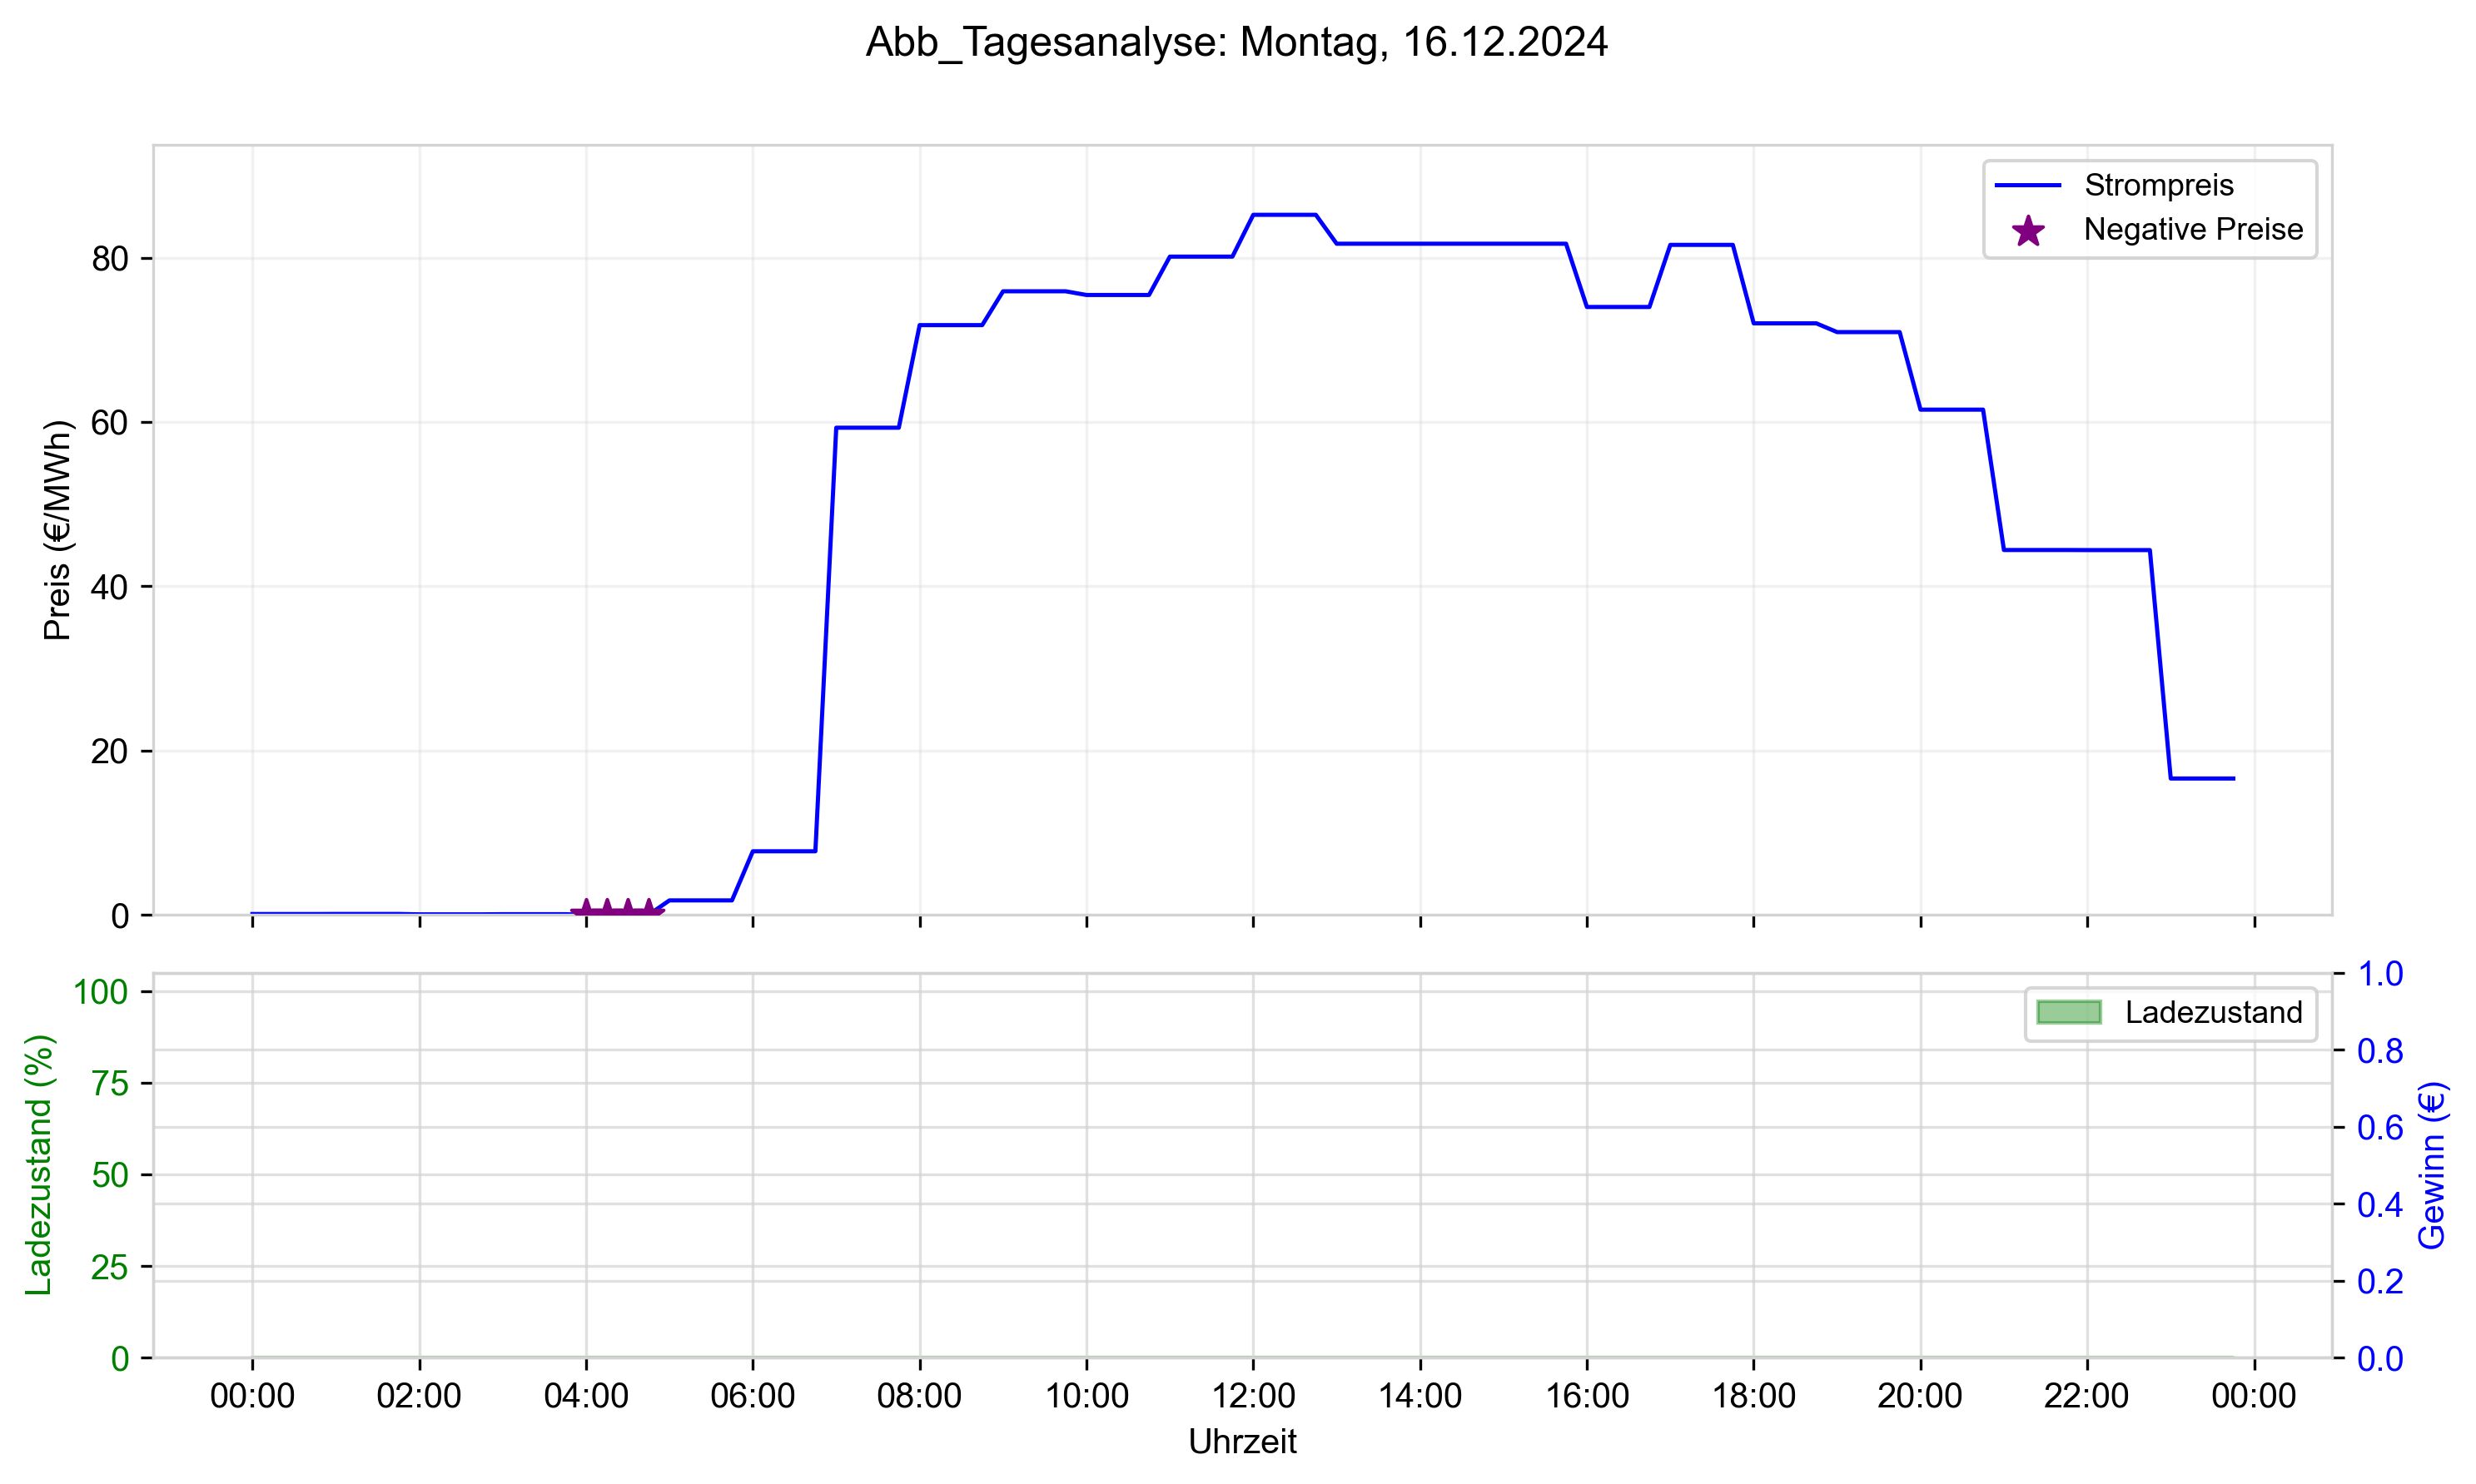 Abb_Tagesanalyse: Montag, 16.12.2024
Preis (€/MWh)
80
60
40
20
0
Strompreis
Negative Preise
Ladezustand (%)
100
75
50
25
0
Ladezustand
1.0
0.8
0.6
0.4
0.2
0.0
Gewinn (€)
00:00 02:00 04:00 06:00 08:00 10:00 12:00 14:00 16:00 18:00 20:00 22:00 00:00
Uhrzeit